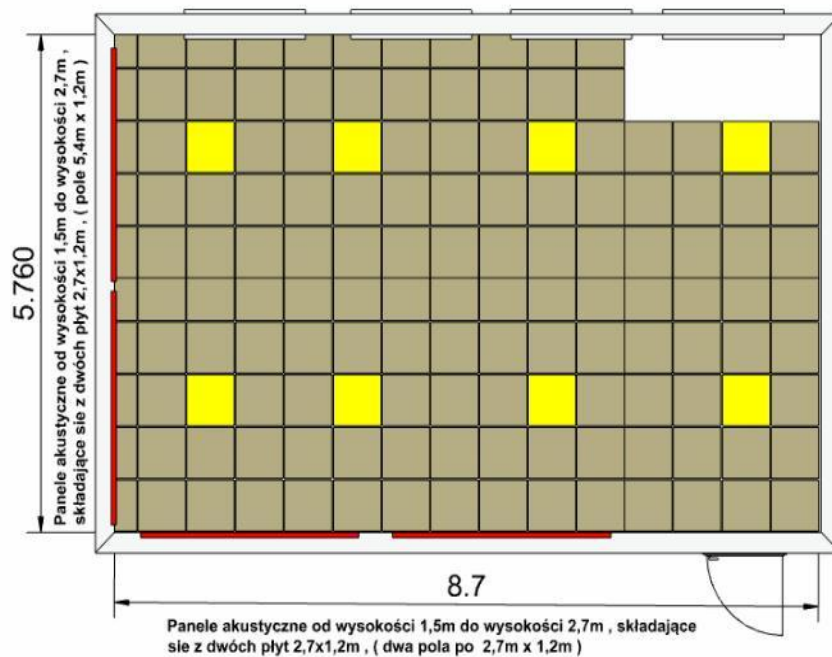 Panele akustyczne od wysokości 1,5m do wysokości 2,7m ,
składające sie z dwóch płyt 2,7x1,2m , ( pole 5,4m x 1,2m)
5.760
8.7
Panele akustyczne od wysokości 1,5m do wysokości 2,7m , składające
sie z dwóch płyt 2,7x1,2m , ( dwa pola po 2,7m x 1,2m )